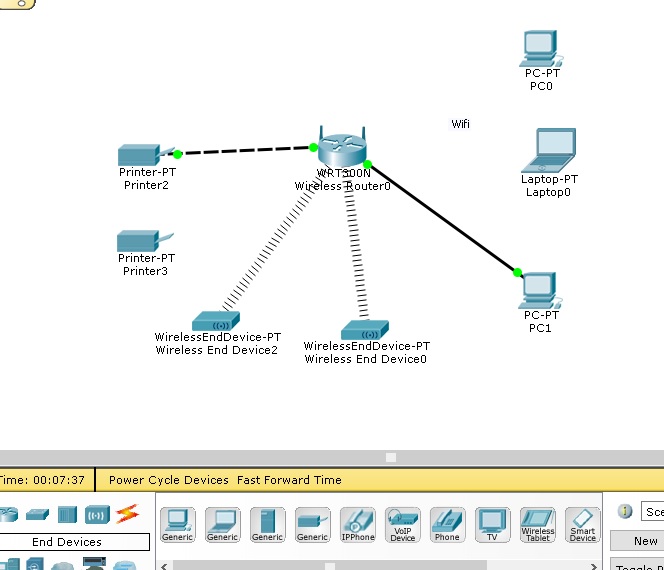 PC-PT
PC0
Wifi
Printer-PT
Printer2
WRT300N
Wireless Router0
Laptop-PT
Laptop0
Printer-PT
Printer3
PC-PT
PC1
WirelessEndDevice-PT
Wireless End Device2
WirelessEndDevice-PT
Wireless End Device0
Time: 00:07:37 Power Cycle Devices Fast Forward Time
Generic Generic Generic Generic IPPhone VoIP Device Phone TV Wireless Tablet Smart Device
End Devices
New